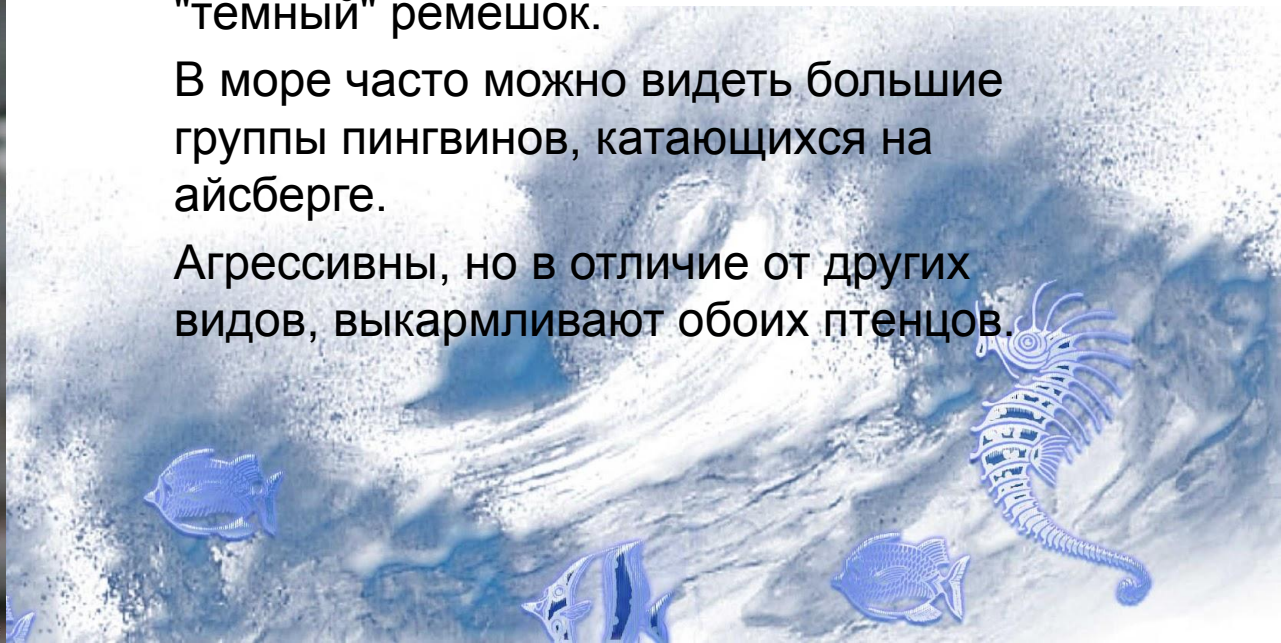 "темный" ремешок.
В море часто можно видеть большие
группы пингвинов, катающихся на
айсберге.
Агрессивны, но в отличие от других
видов, выкармливают обоих птенцов.